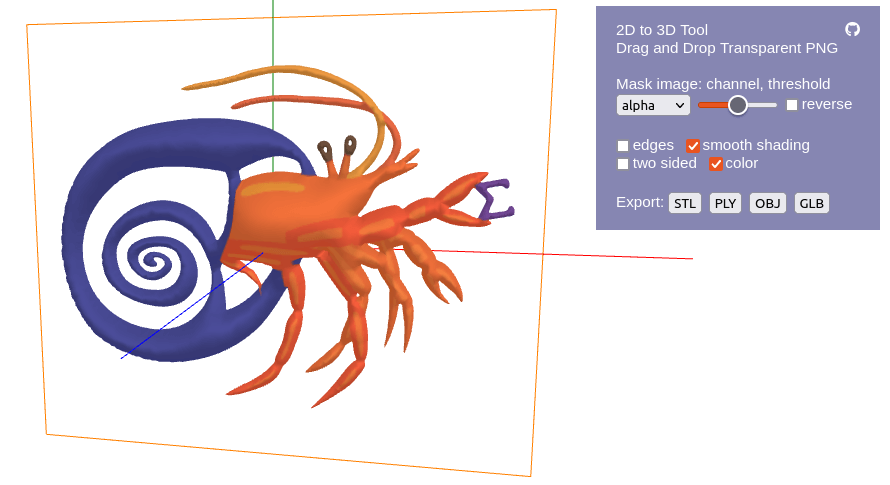 2D to 3D Tool
Drag and Drop Transparent PNG
Mask image: channel, threshold
alpha reverse
edges smooth shading
two sided color
Export: STL PLY OBJ GLB
Σ